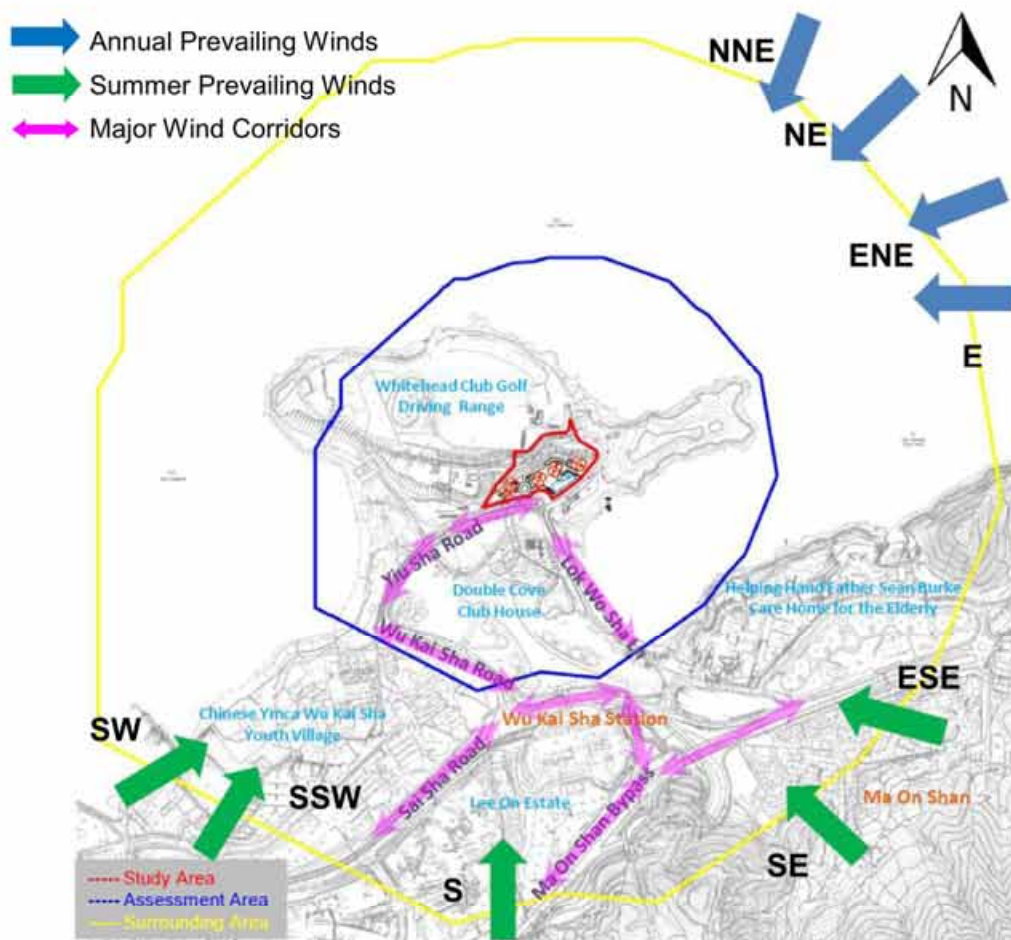 Annual Prevailing Winds
Summer Prevailing Winds
Major Wind Corridors
NNE
N
NE
ENE
E
Whitehead Club Golf
Driving Range
Yiu Sha Road
Lok Wo Sha
Double Cove
Club House
Helping Hand Father Sean Burke
Care Home for the Elderly
Wu Kai Sha Road
ESE
Chinese Ymca Wu Kai Sha
Youth Village
Wu Kai Sha Station
SW
SSW
Sai Sha Road
Lee On Estate
Ma On Shan Bypass
Ma On Shan
SE
S
Study Area
Assessment Area
Surrounding Area